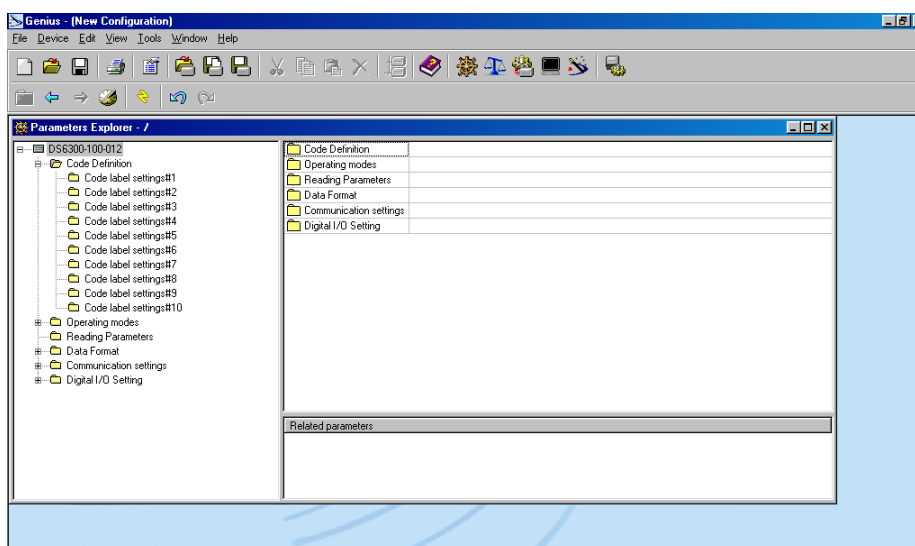 Genius - (New Configuration)
File Device Edit View Tools Window Help
Parameters Explorer - /
DS6300-100-012
Code Definition
Code label settings#1
Code label settings#2
Code label settings#3
Code label settings#4
Code label settings#5
Code label settings#6
Code label settings#7
Code label settings#8
Code label settings#9
Code label settings#10
Operating modes
Reading Parameters
Data Format
Communication settings
Digital I/O Setting
Code Definition
Operating modes
Reading Parameters
Data Format
Communication settings
Digital I/O Setting
Related parameters